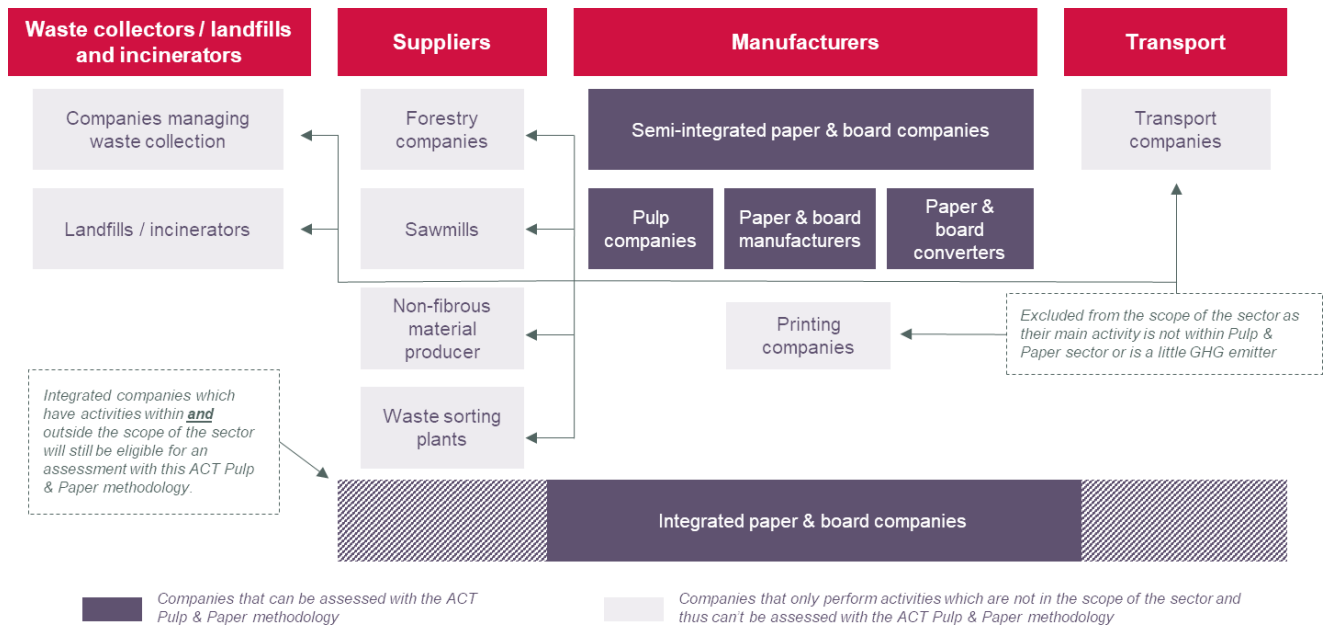 Waste collectors / landfills
and incinerators
Suppliers
Manufacturers
Transport
Companies managing
waste collection
Forestry
companies
Semi-integrated paper & board companies
Transport
companies
Landfills / incinerators
Sawmills
Pulp
companies
Paper & board
manufacturers
Paper &
board
converters
Non-fibrous
material
producer
Printing
companies
Excluded from the scope of the sector as
their main activity is not within Pulp &
Paper sector or is a little GHG emitter
Integrated companies which
have activities within and
outside the scope of the sector
will still be eligible for an
assessment with this ACT Pulp
& Paper methodology.
Waste sorting
plants
Integrated paper & board companies
Companies that can be assessed with the ACT
Pulp & Paper methodology
Companies that only perform activities which are not in the scope of the sector and
thus can't be assessed with the ACT Pulp & Paper methodology